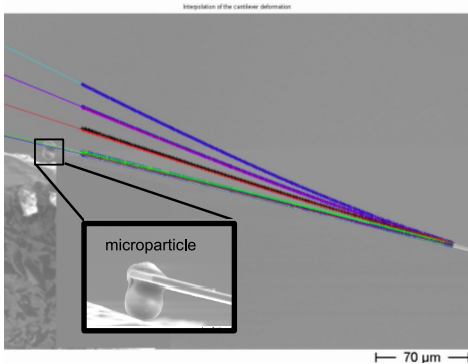 Interpolation of the cantilever deformation
microparticle
70 µm